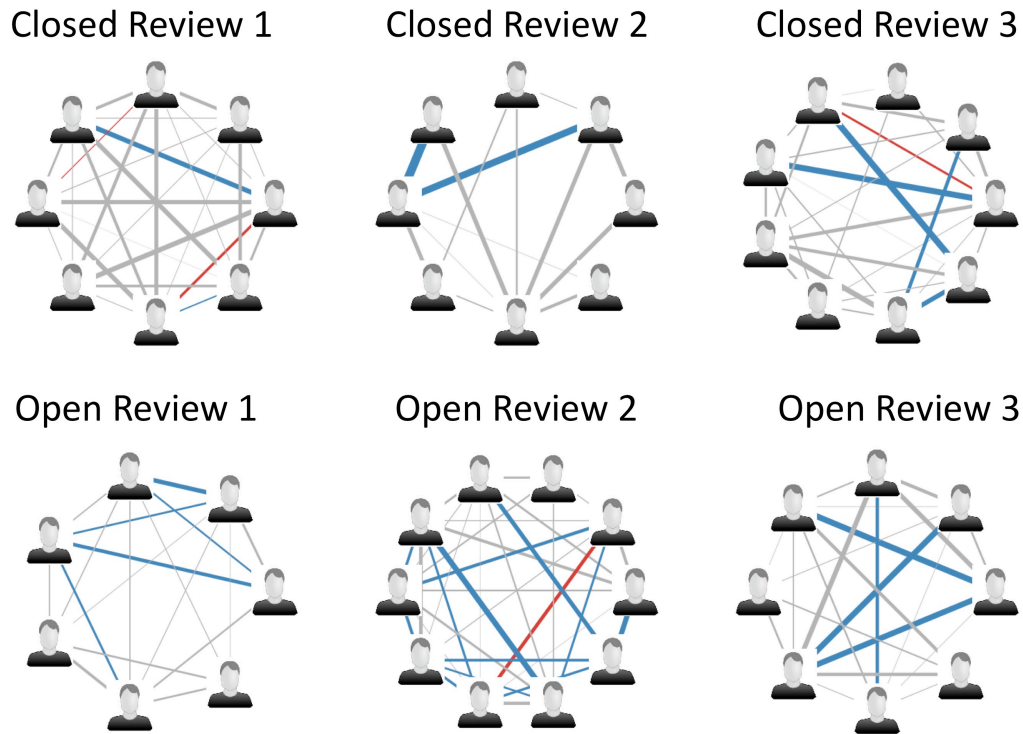 Closed Review 1
Closed Review 2
Closed Review 3
Open Review 1
Open Review 2
Open Review 3